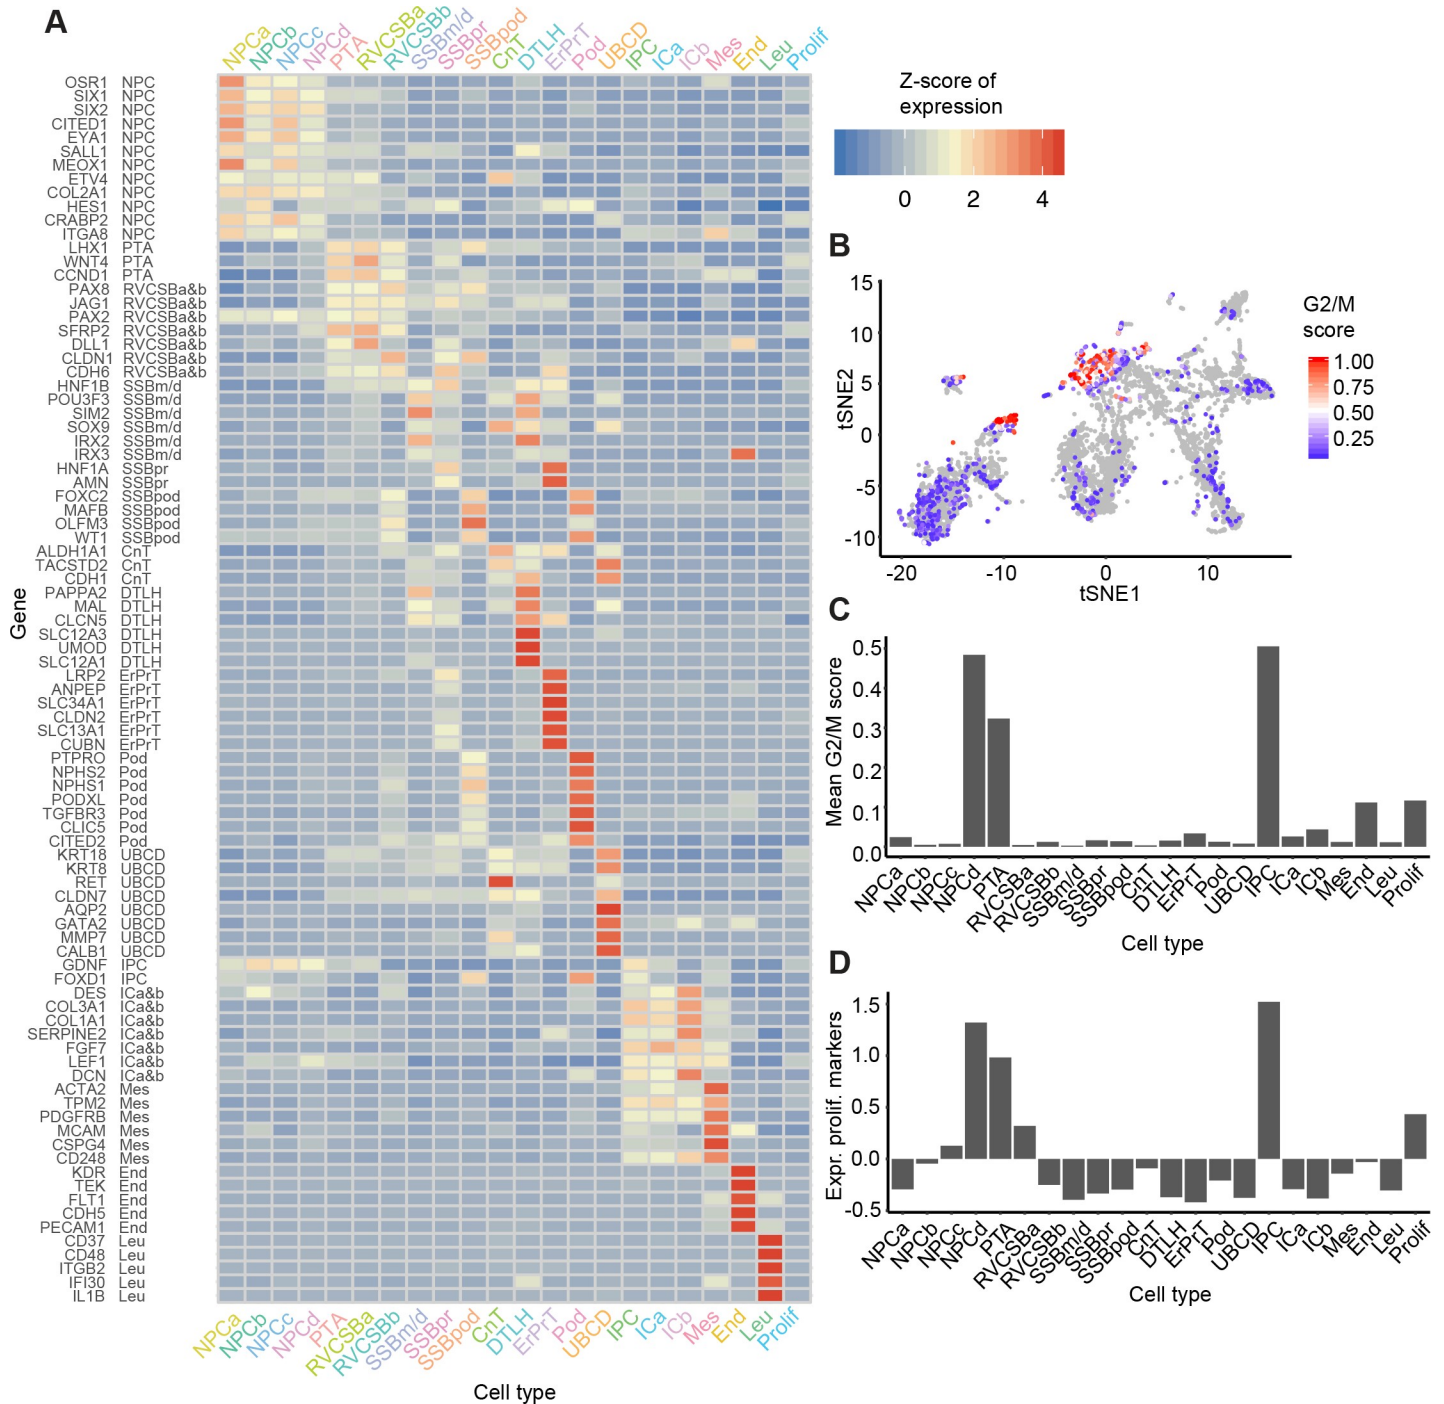 A
NPCa NPCb NPCc NPCd PTA RVCSBa RVCSBb SSBm/d SSBpr SSBpod CnT DTLH ErPrT Pod UBCD IPC ICa ICb Mes End Leu Prolif
OSR1 NPC
SIX1 NPC
SIX2 NPC
CITED1 NPC
EYA1 NPC
SALL1 NPC
MEOX1 NPC
ETV4 NPC
COL2A1 NPC
HES1 NPC
CRABP2 NPC
ITGA8 NPC
LHX1 PTA
WNT4 PTA
CCND1 PTA
PAX8 RVCSBa&b
JAG1 RVCSBa&b
PAX2 RVCSBa&b
SFRP2 RVCSBa&b
DLL1 RVCSBa&b
CLDN1 RVCSBa&b
CDH6 RVCSBa&b
HNF1B SSBm/d
POU3F3 SSBm/d
SIM2 SSBm/d
SOX9 SSBm/d
IRX2 SSBm/d
IRX3 SSBm/d
HNF1A SSBpr
AMN SSBpr
FOXC2 SSBpod
MAFB SSBpod
OLFM3 SSBpod
WT1 SSBpod
ALDH1A1 CnT
TACSTD2 CnT
CDH1 CnT
PAPPA2 DTLH
MAL DTLH
CLCN5 DTLH
SLC12A3 DTLH
UMOD DTLH
SLC12A1 DTLH
LRP2 ErPrT
ANPEP ErPrT
SLC34A1 ErPrT
CLDN2 ErPrT
SLC13A1 ErPrT
CUBN ErPrT
PTPRO Pod
NPHS2 Pod
NPHS1 Pod
PODXL Pod
TGFBR3 Pod
CLIC5 Pod
CITED2 Pod
KRT18 UBCD
KRT8 UBCD
RET UBCD
CLDN7 UBCD
AQP2 UBCD
GATA2 UBCD
MMP7 UBCD
CALB1 UBCD
GDNF IPC
FOXD1 IPC
DES ICa&b
COL3A1 ICa&b
COL1A1 ICa&b
SERPINE2 ICa&b
FGF7 ICa&b
LEF1 ICa&b
DCN ICa&b
ACTA2 Mes
TPM2 Mes
PDGFRB Mes
MCAM Mes
CSPG4 Mes
CD248 Mes
KDR End
TEK End
FLT1 End
CDH5 End
PECAM1 End
CD37 Leu
CD48 Leu
ITGB2 Leu
IFI30 Leu
IL1B Leu
Gene
NPCa NPCb NPCc NPCd PTA RVCSBa RVCSBb SSBm/d SSBpr SSBpod CnT DTLH ErPrT Pod UBCD IPC ICa ICb Mes End Leu Prolif
Cell type
Z-score of
expression
0 2 4
B
15
10
5
0
-5
-10
tSNE2
-20 -10 0 10
tSNE1
G2/M
score
1.00
0.75
0.50
0.25
C
0.5
0.4
0.3
0.2
0.1
0.0
Mean G2/M score
NPCa NPCb NPCc NPCd PTA RVCSBa RVCSBb SSBm/d SSBpr SSBpod CnT DTLH ErPrT Pod UBCD IPC ICa ICb Mes End Leu Prolif
Cell type
D
1.5
1.0
0.5
0.0
-0.5
Expr. prolif. markers
NPCa NPCb NPCc NPCd PTA RVCSBa RVCSBb SSBm/d SSBpr SSBpod CnT DTLH ErPrT Pod UBCD IPC ICa ICb Mes End Leu Prolif
Cell type